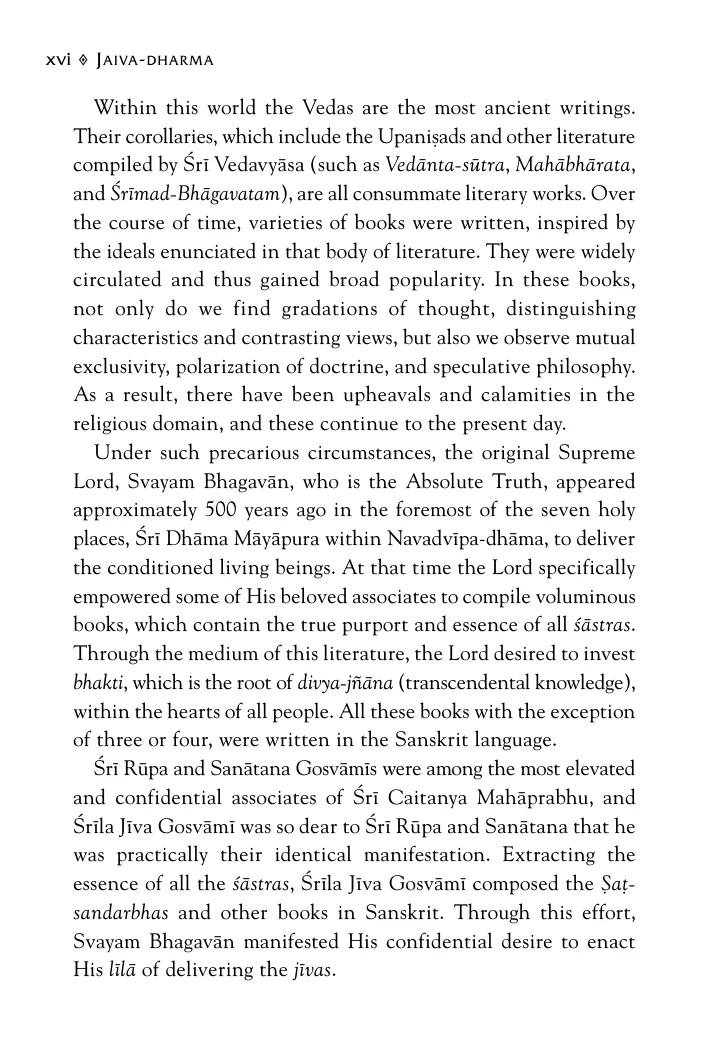 xvi ◊ Jaiva-dharma
Within this world the Vedas are the most ancient writings.
Their corollaries, which include the Upaniṣads and other literature
compiled by Śrī Vedavyāsa (such as Vedānta-sūtra, Mahābhārata,
and Śrīmad-Bhāgavatam), are all consummate literary works. Over
the course of time, varieties of books were written, inspired by
the ideals enunciated in that body of literature. They were widely
circulated and thus gained broad popularity. In these books,
not only do we find gradations of thought, distinguishing
characteristics and contrasting views, but also we observe mutual
exclusivity, polarization of doctrine, and speculative philosophy.
As a result, there have been upheavals and calamities in the
religious domain, and these continue to the present day.
Under such precarious circumstances, the original Supreme
Lord, Svayam Bhagavān, who is the Absolute Truth, appeared
approximately 500 years ago in the foremost of the seven holy
places, Śrī Dhāma Māyāpura within Navadvīpa-dhāma, to deliver
the conditioned living beings. At that time the Lord specifically
empowered some of His beloved associates to compile voluminous
books, which contain the true purport and essence of all śāstras.
Through the medium of this literature, the Lord desired to invest
bhakti, which is the root of divya-jñāna (transcendental knowledge),
within the hearts of all people. All these books with the exception
of three or four, were written in the Sanskrit language.
Śrī Rūpa and Sanātana Gosvāmīs were among the most elevated
and confidential associates of Śrī Caitanya Mahāprabhu, and
Śrīla Jīva Gosvāmī was so dear to Śrī Rūpa and Sanātana that he
was practically their identical manifestation. Extracting the
essence of all the śāstras, Śrīla Jīva Gosvāmī composed the Ṣaṭ-
sandarbhas and other books in Sanskrit. Through this effort,
Svayam Bhagavān manifested His confidential desire to enact
His līlā of delivering the jīvas.